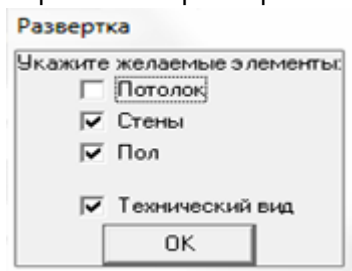 Развертка
Укажите желаемые элементы:
Потолок
Стены
Пол
Технический вид
OK